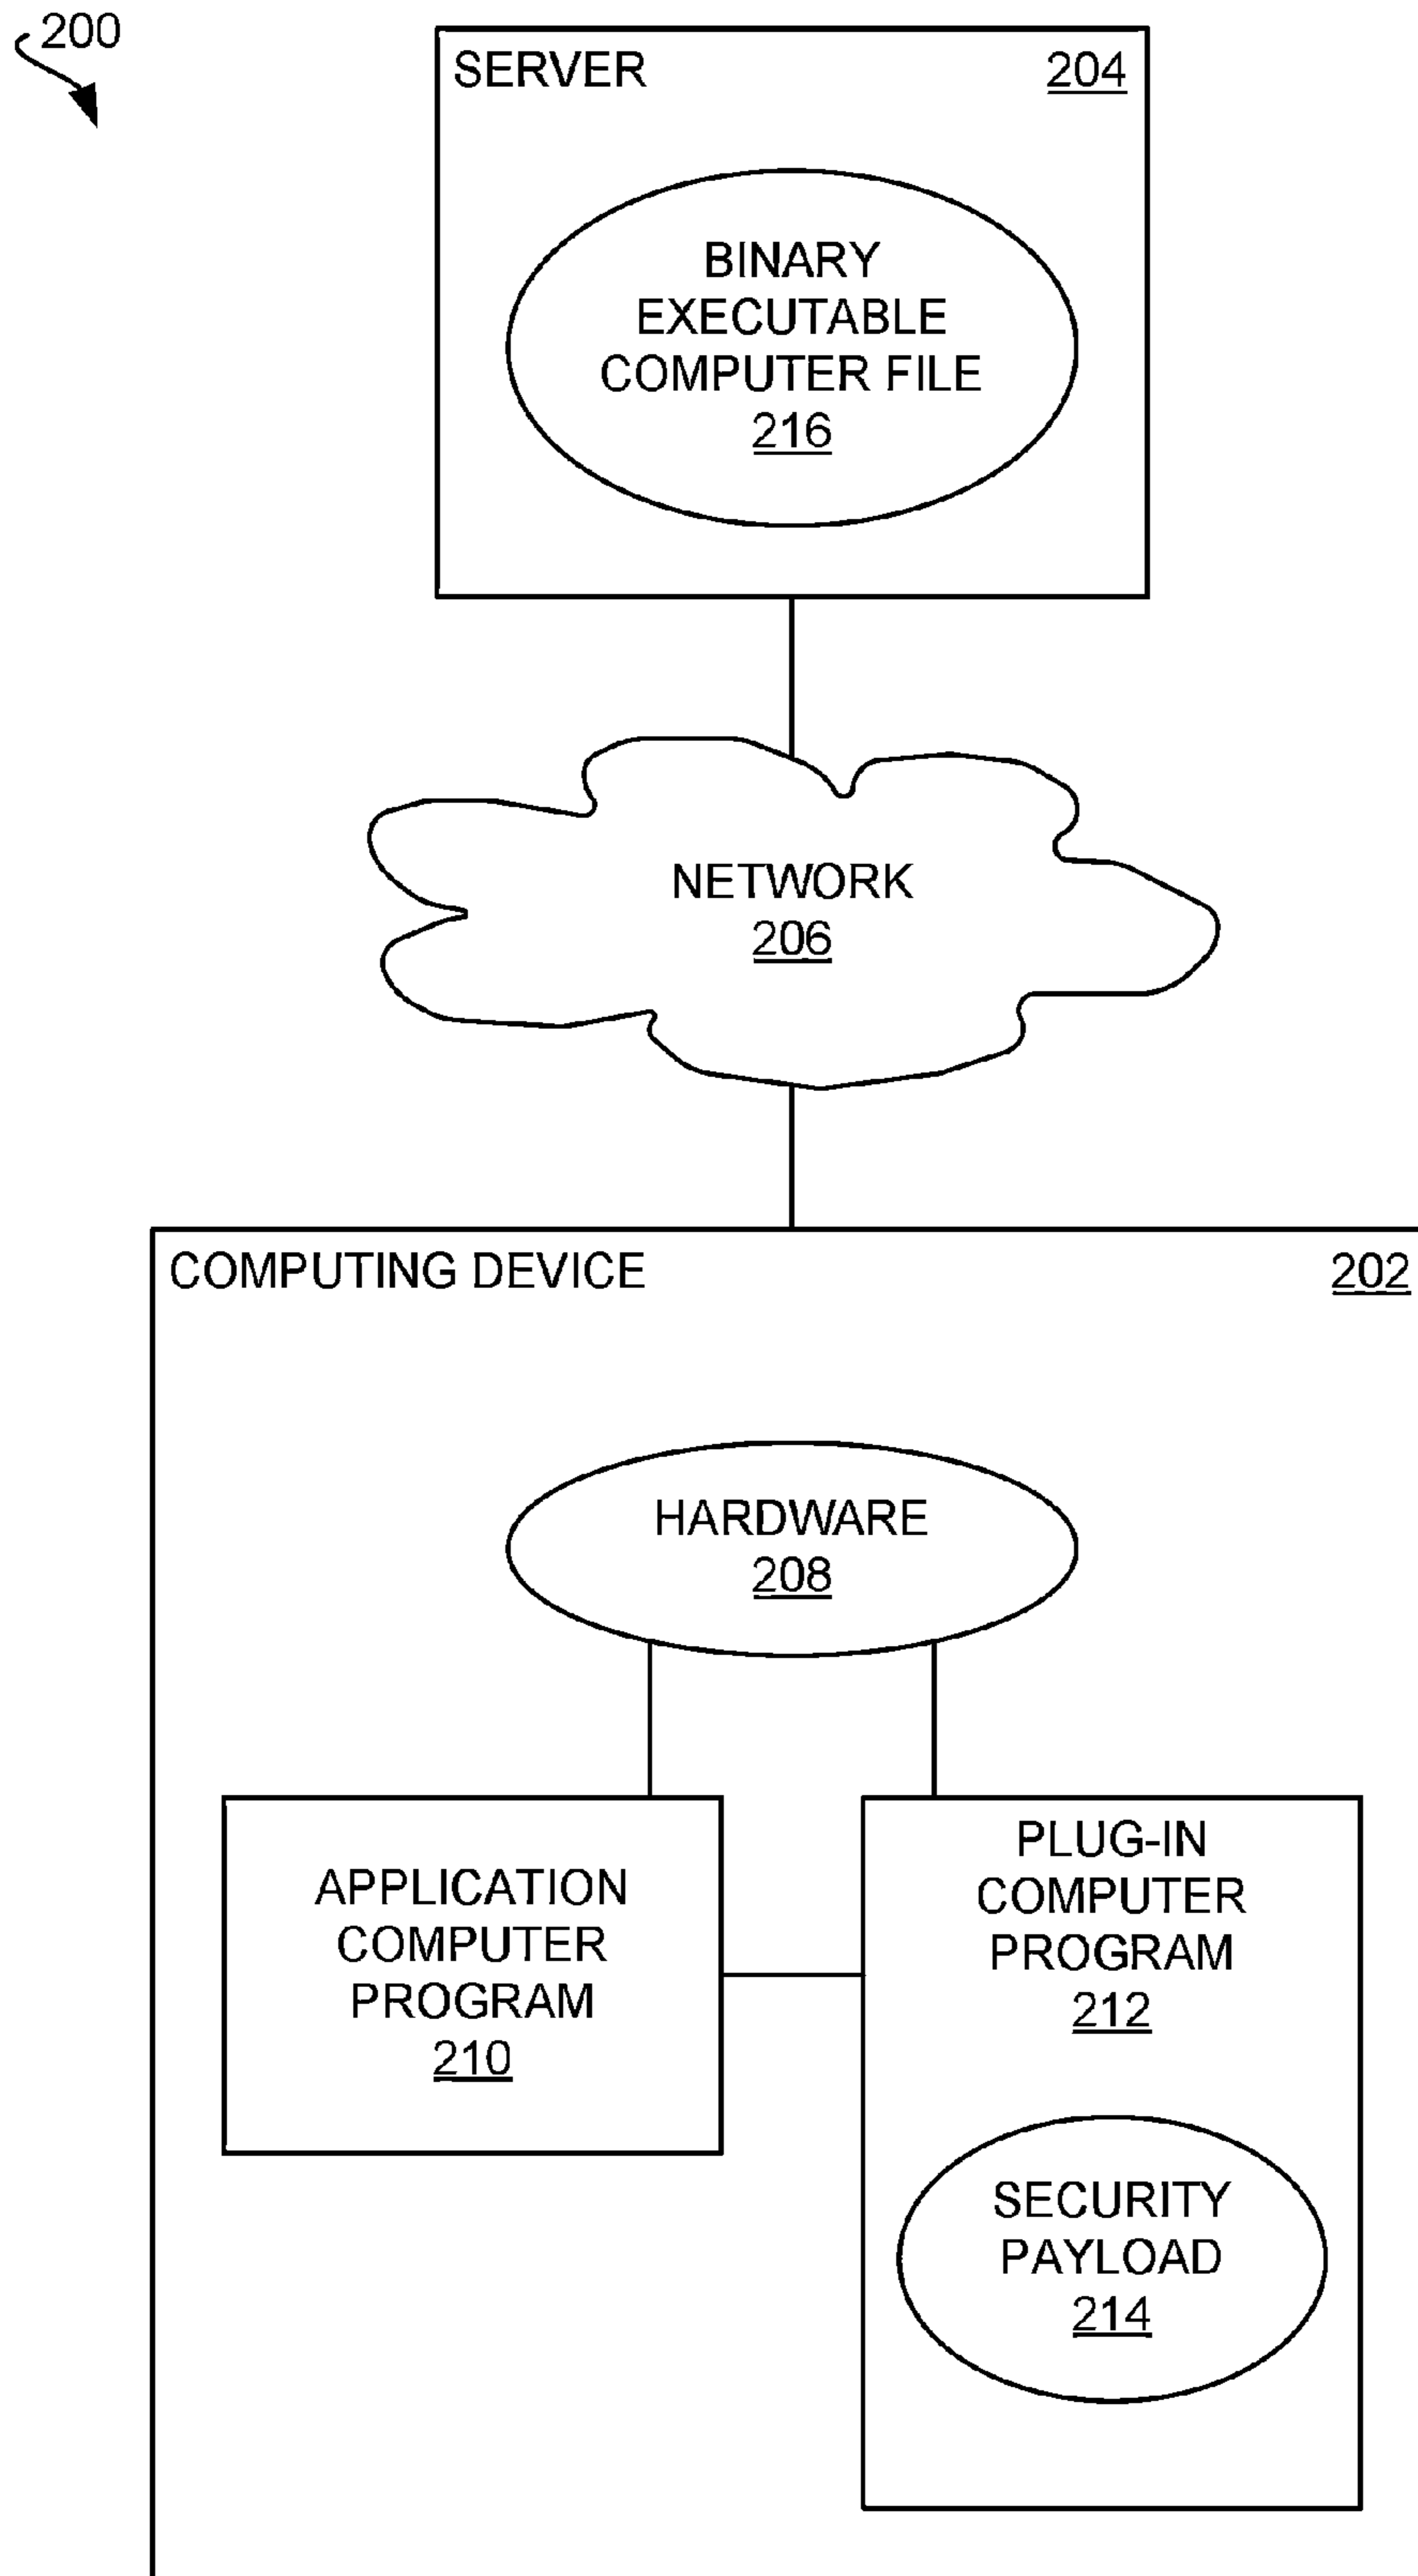 200
SERVER 204
BINARY
EXECUTABLE
COMPUTER FILE
216
NETWORK
206
COMPUTING DEVICE 202
HARDWARE
208
APPLICATION
COMPUTER
PROGRAM
210
PLUG-IN
COMPUTER
PROGRAM
212
SECURITY
PAYLOAD
214